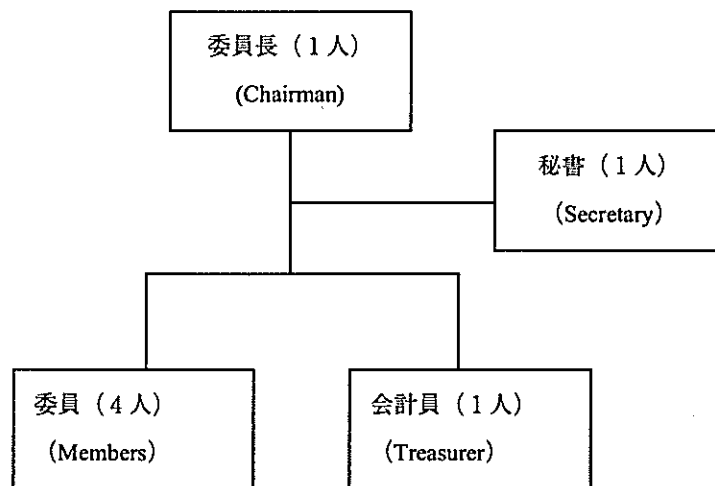 委員長（1人）
(Chairman)
秘書（1人）
（Secretary）
委員（4人）
（Members）
会計員（1人）
（Treasurer）